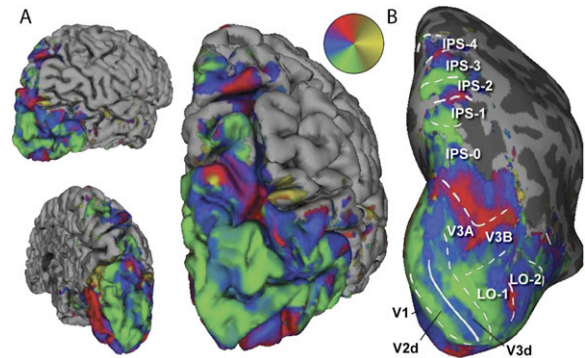 A
B
IPS-4
IPS-3
IPS-2
IPS-1
IPS-0
V3A
V3B
LO-2
LO-1
V1
V2d
V3d